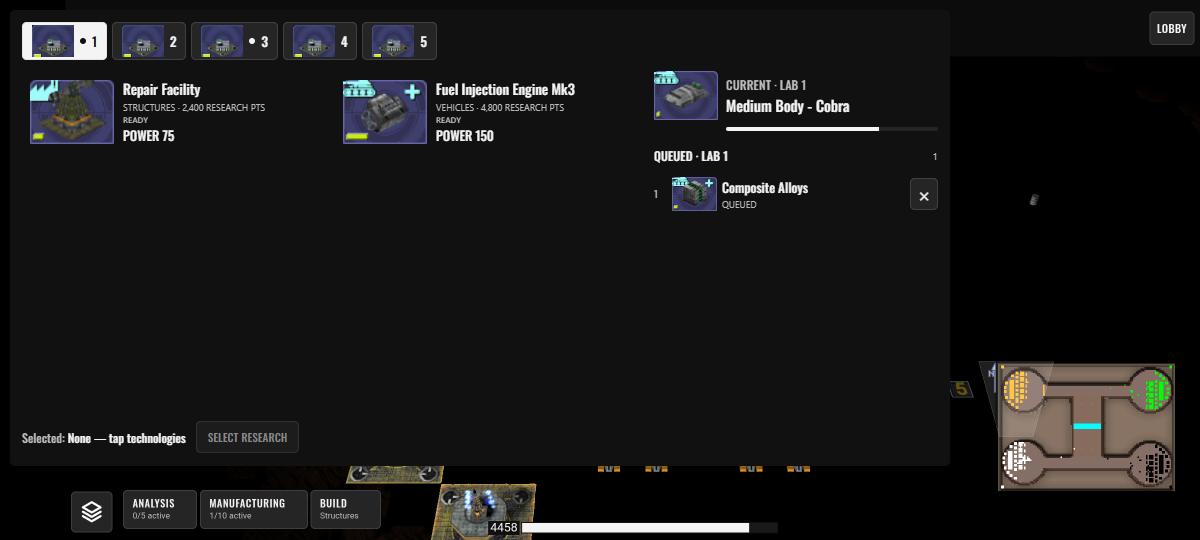 1
2
3
4
5
LOBBY
Repair Facility
STRUCTURES · 2,400 RESEARCH PTS
READY
POWER 75
Fuel Injection Engine Mk3
VEHICLES · 4,800 RESEARCH PTS
READY
POWER 150
CURRENT · LAB 1
Medium Body - Cobra
QUEUED · LAB 1
1
1
Composite Alloys
QUEUED
×
5
N
Selected: None — tap technologies
SELECT RESEARCH
ANALYSIS
0/5 active
MANUFACTURING
1/10 active
BUILD
Structures
4458